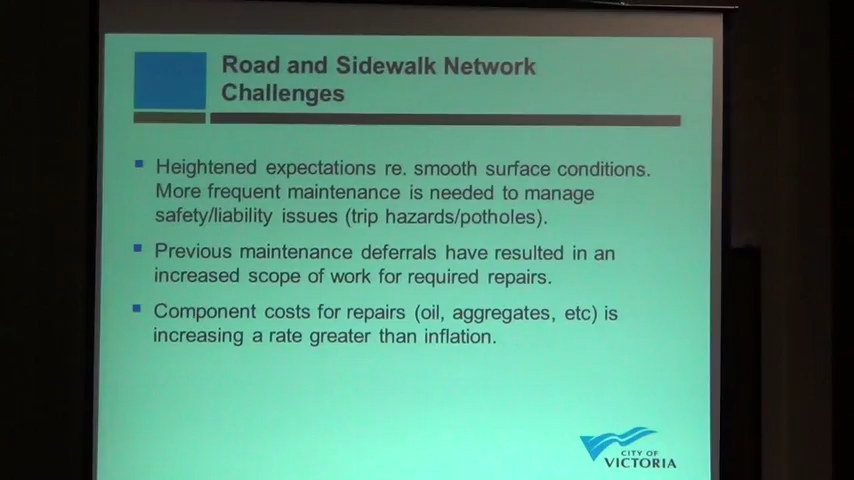 Road and Sidewalk Network
Challenges
Heightened expectations re. smooth surface conditions.
More frequent maintenance is needed to manage
safety/liability issues (trip hazards/potholes).
Previous maintenance deferrals have resulted in an
increased scope of work for required repairs.
Component costs for repairs (oil, aggregates, etc) is
increasing a rate greater than inflation.
CITY OF
VICTORIA